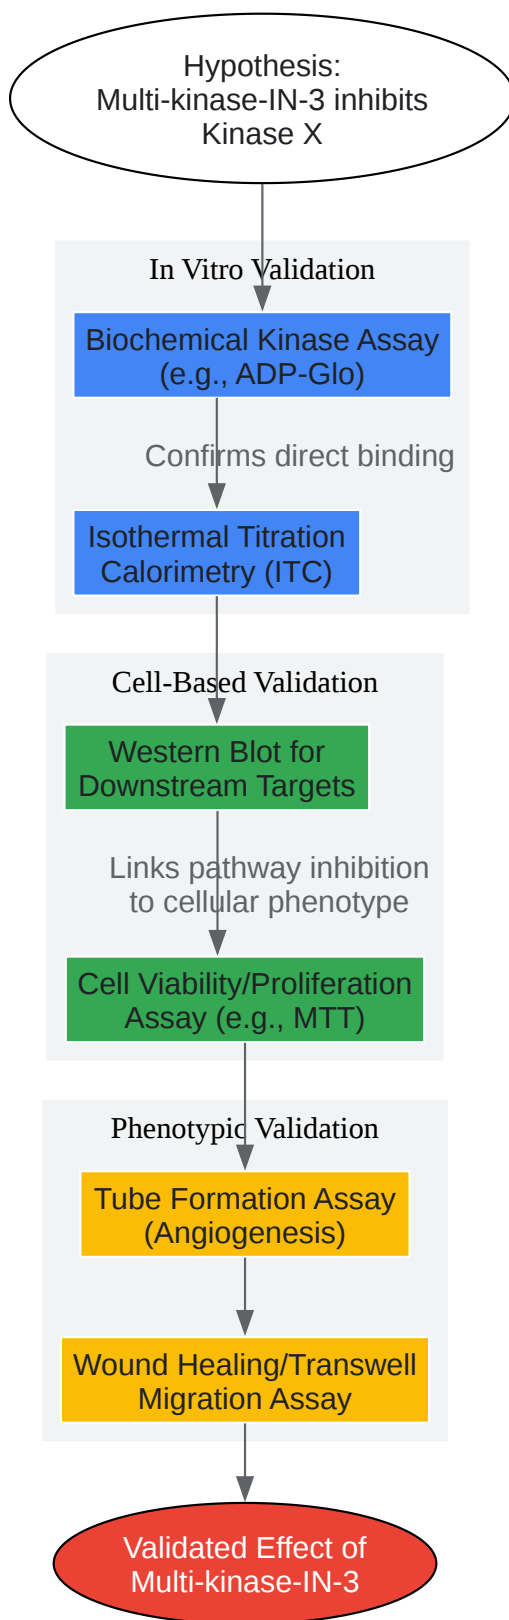 Hypothesis:
Multi-kinase-IN-3 inhibits
Kinase X
In Vitro Validation
Biochemical Kinase Assay
(e.g., ADP-Glo)
Confirms direct binding
Isothermal Titration
Calorimetry (ITC)
Cell-Based Validation
Western Blot for
Downstream Targets
Links pathway inhibition
to cellular phenotype
Cell Viability/Proliferation
Assay (e.g., MTT)
Phenotypic Validation
Tube Formation Assay
(Angiogenesis)
Wound Healing/Transwell
Migration Assay
Validated Effect of
Multi-kinase-IN-3